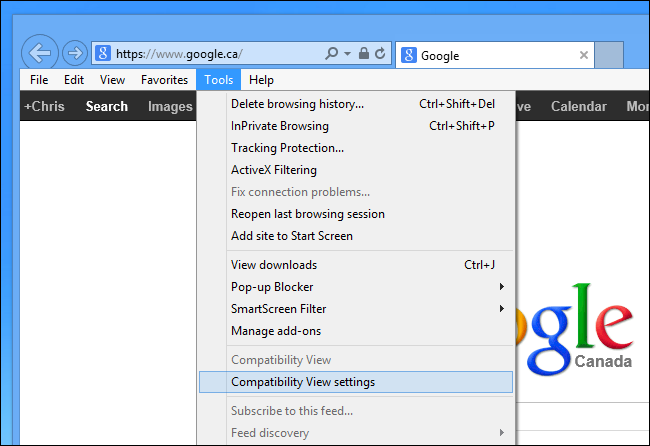 https://www.google.ca/
Google
File Edit View Favorites Tools Help
+Chris Search Images ve Calendar Mo
Delete browsing history... Ctrl+Shift+Del
InPrivate Browsing Ctrl+Shift+P
Tracking Protection...
ActiveX Filtering
Fix connection problems...
Reopen last browsing session
Add site to Start Screen
View downloads Ctrl+J
Pop-up Blocker
SmartScreen Filter
Manage add-ons
Compatibility View
Compatibility View settings
Subscribe to this feed...
Feed discovery
ogle
Canada